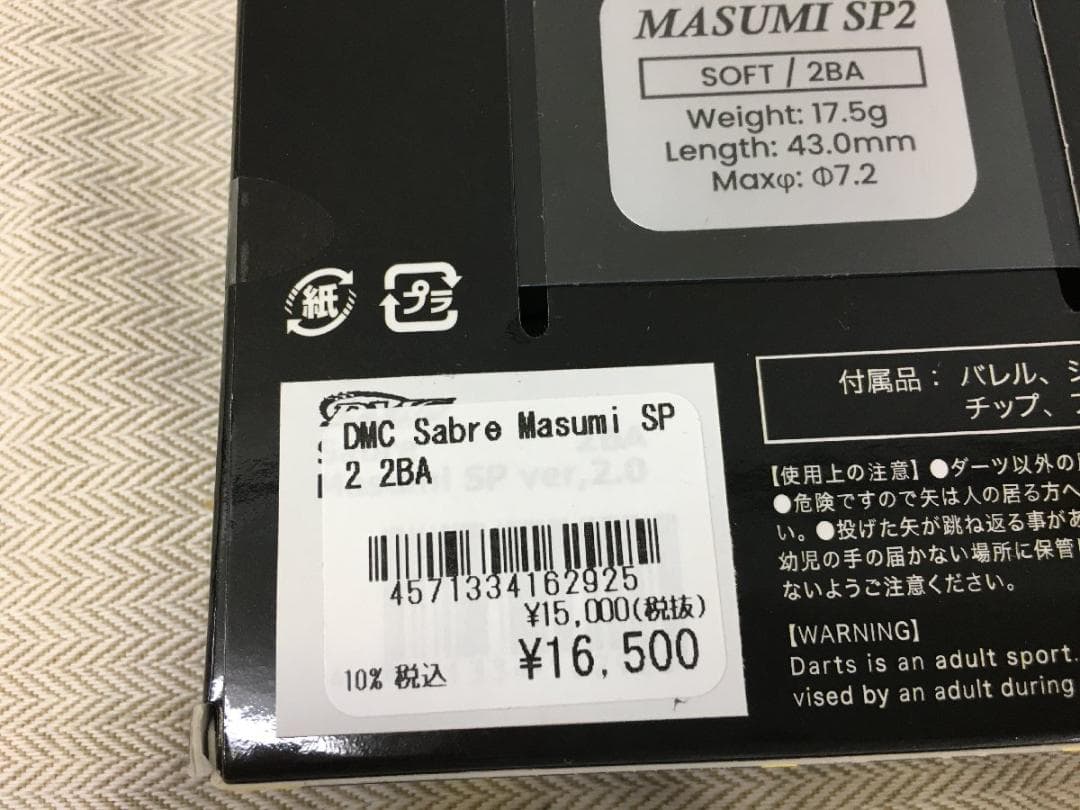 MASUMI SP2
SOFT / 2BA
Weight: 17.5g
Length: 43.0mm
Maxφ: Φ7.2
紙
プラ
付属品： バレル、
チップ、
DMC Sabre Masumi SP
2 2BA
2BA
Masumi SP ver,2.0
4571334162925
¥15,000(税抜)
¥16,500
10% 税込
【使用上の注意】●ダーツ以外の
●危険ですので矢は人の居る方へ
い。●投げた矢が跳ね返る事があ
幼児の手の届かない場所に保管
ないようご注意ください。
【WARNING】
Darts is an adult sport.
vised by an adult during